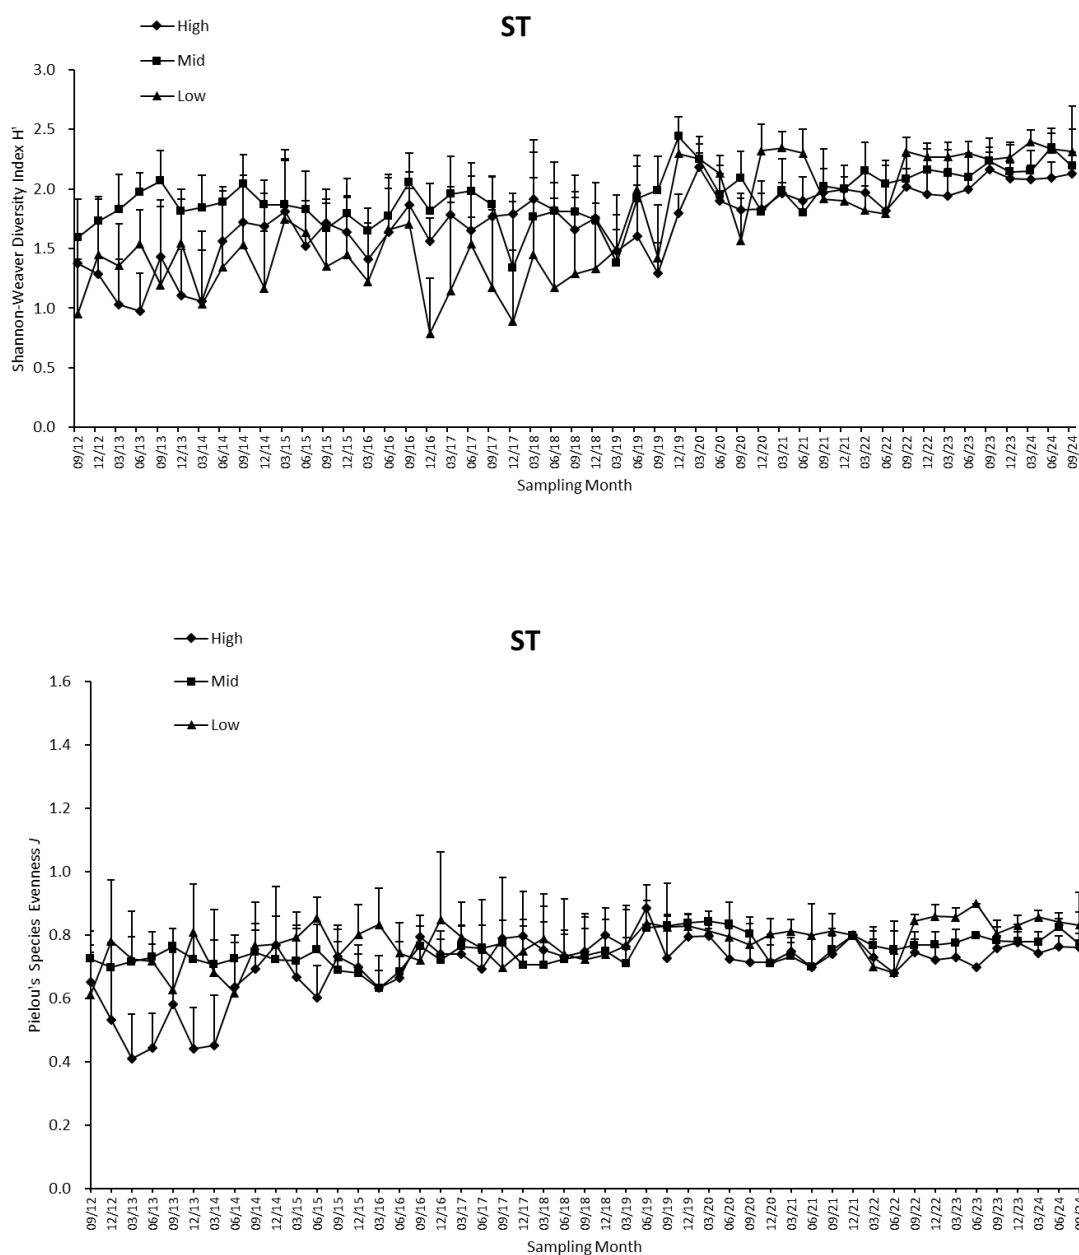 ST
High
Mid
Low
Shannon-Weaver Diversity Index H'
3.0
2.5
2.0
1.5
1.0
0.5
0.0
09/12 12/12 03/13 06/13 09/13 12/13 03/14 06/14 09/14 12/14 03/15 06/15 09/15 12/15 03/16 06/16 09/16 12/16 03/17 06/17 09/17 12/17 03/18 06/18 09/18 12/18 03/19 06/19 09/19 12/19 03/20 06/20 09/20 12/20 03/21 06/21 09/21 12/21 03/22 06/22 09/22 12/22 03/23 06/23 09/23 12/23 03/24 06/24 09/24
Sampling Month
ST
High
Mid
Low
Pielou's Species Evenness J
1.6
1.4
1.2
1.0
0.8
0.6
0.4
0.2
0.0
09/12 12/12 03/13 06/13 09/13 12/13 03/14 06/14 09/14 12/14 03/15 06/15 09/15 12/15 03/16 06/16 09/16 12/16 03/17 06/17 09/17 12/17 03/18 06/18 09/18 12/18 03/19 06/19 09/19 12/19 03/20 06/20 09/20 12/20 03/21 06/21 09/21 12/21 03/22 06/22 09/22 12/22 03/23 06/23 09/23 12/23 03/24 06/24 09/24
Sampling Month